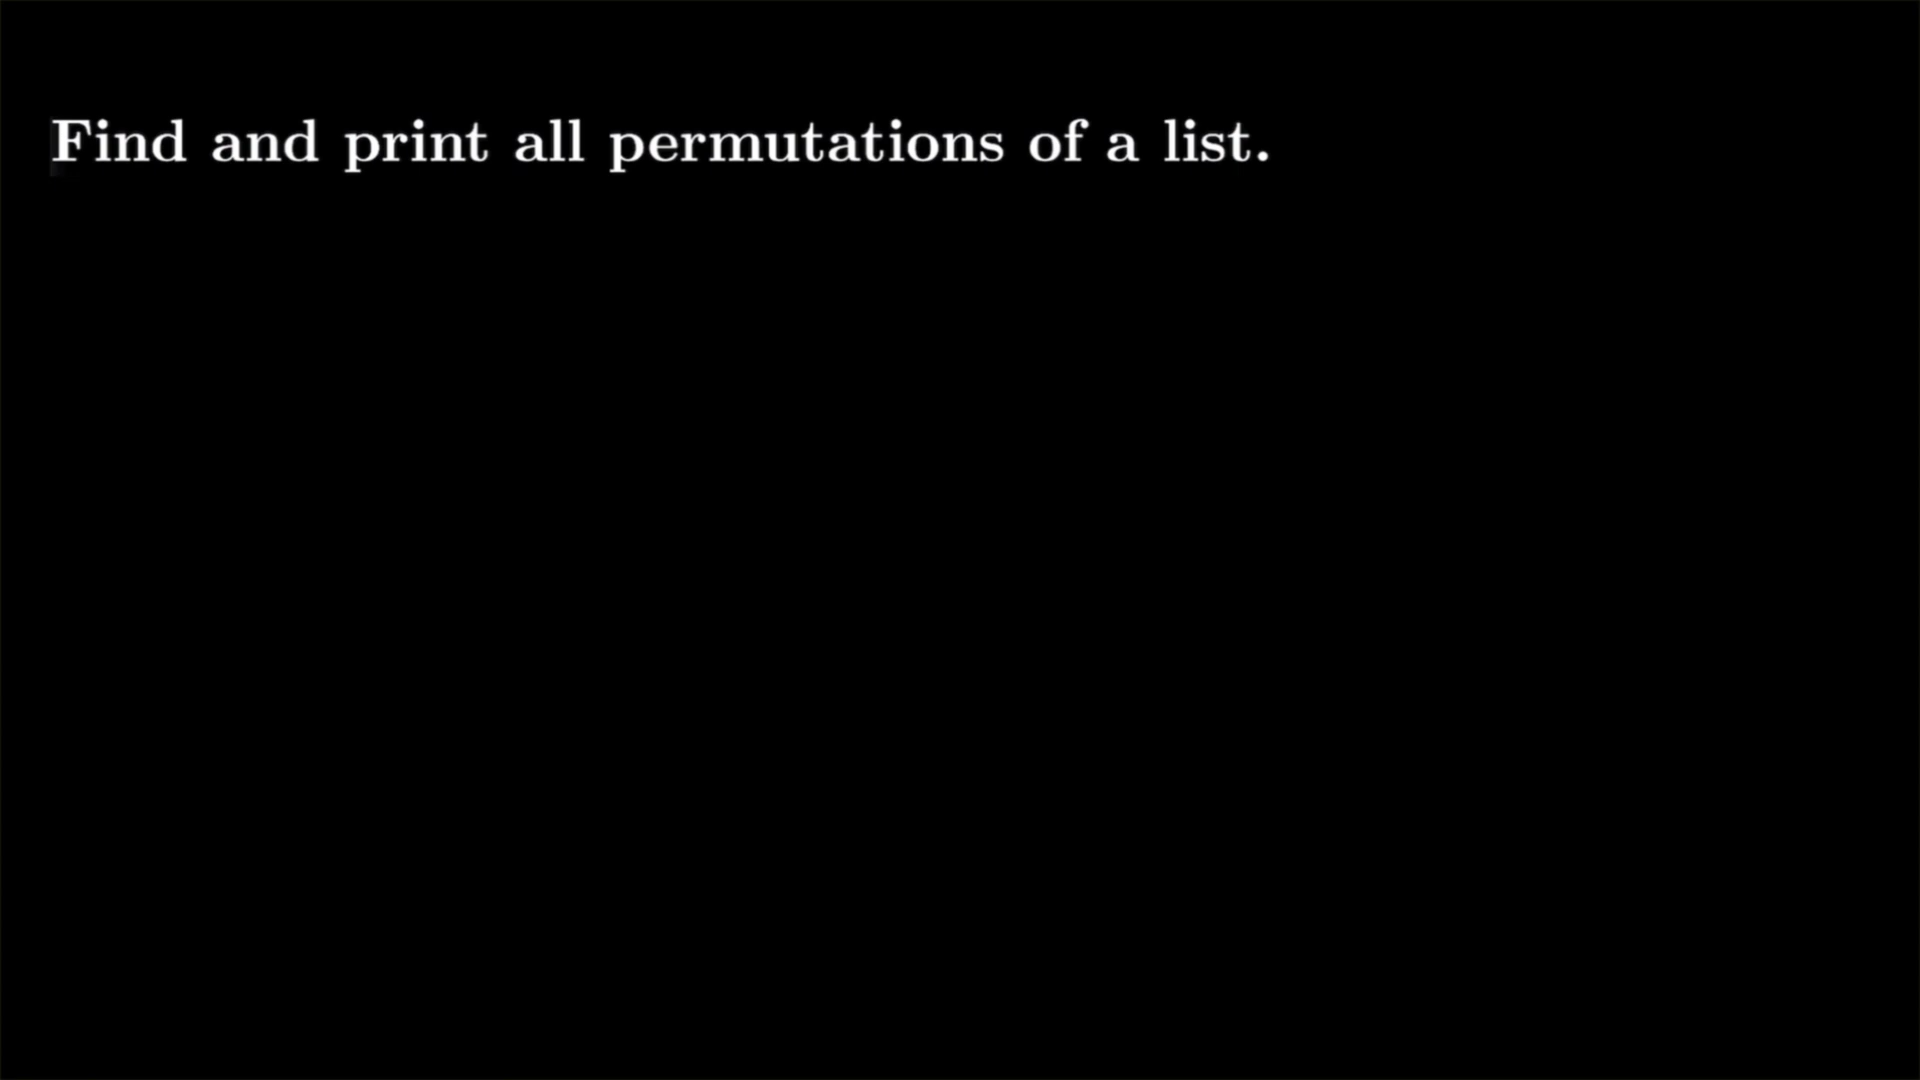 Find and print all permutations of a list.